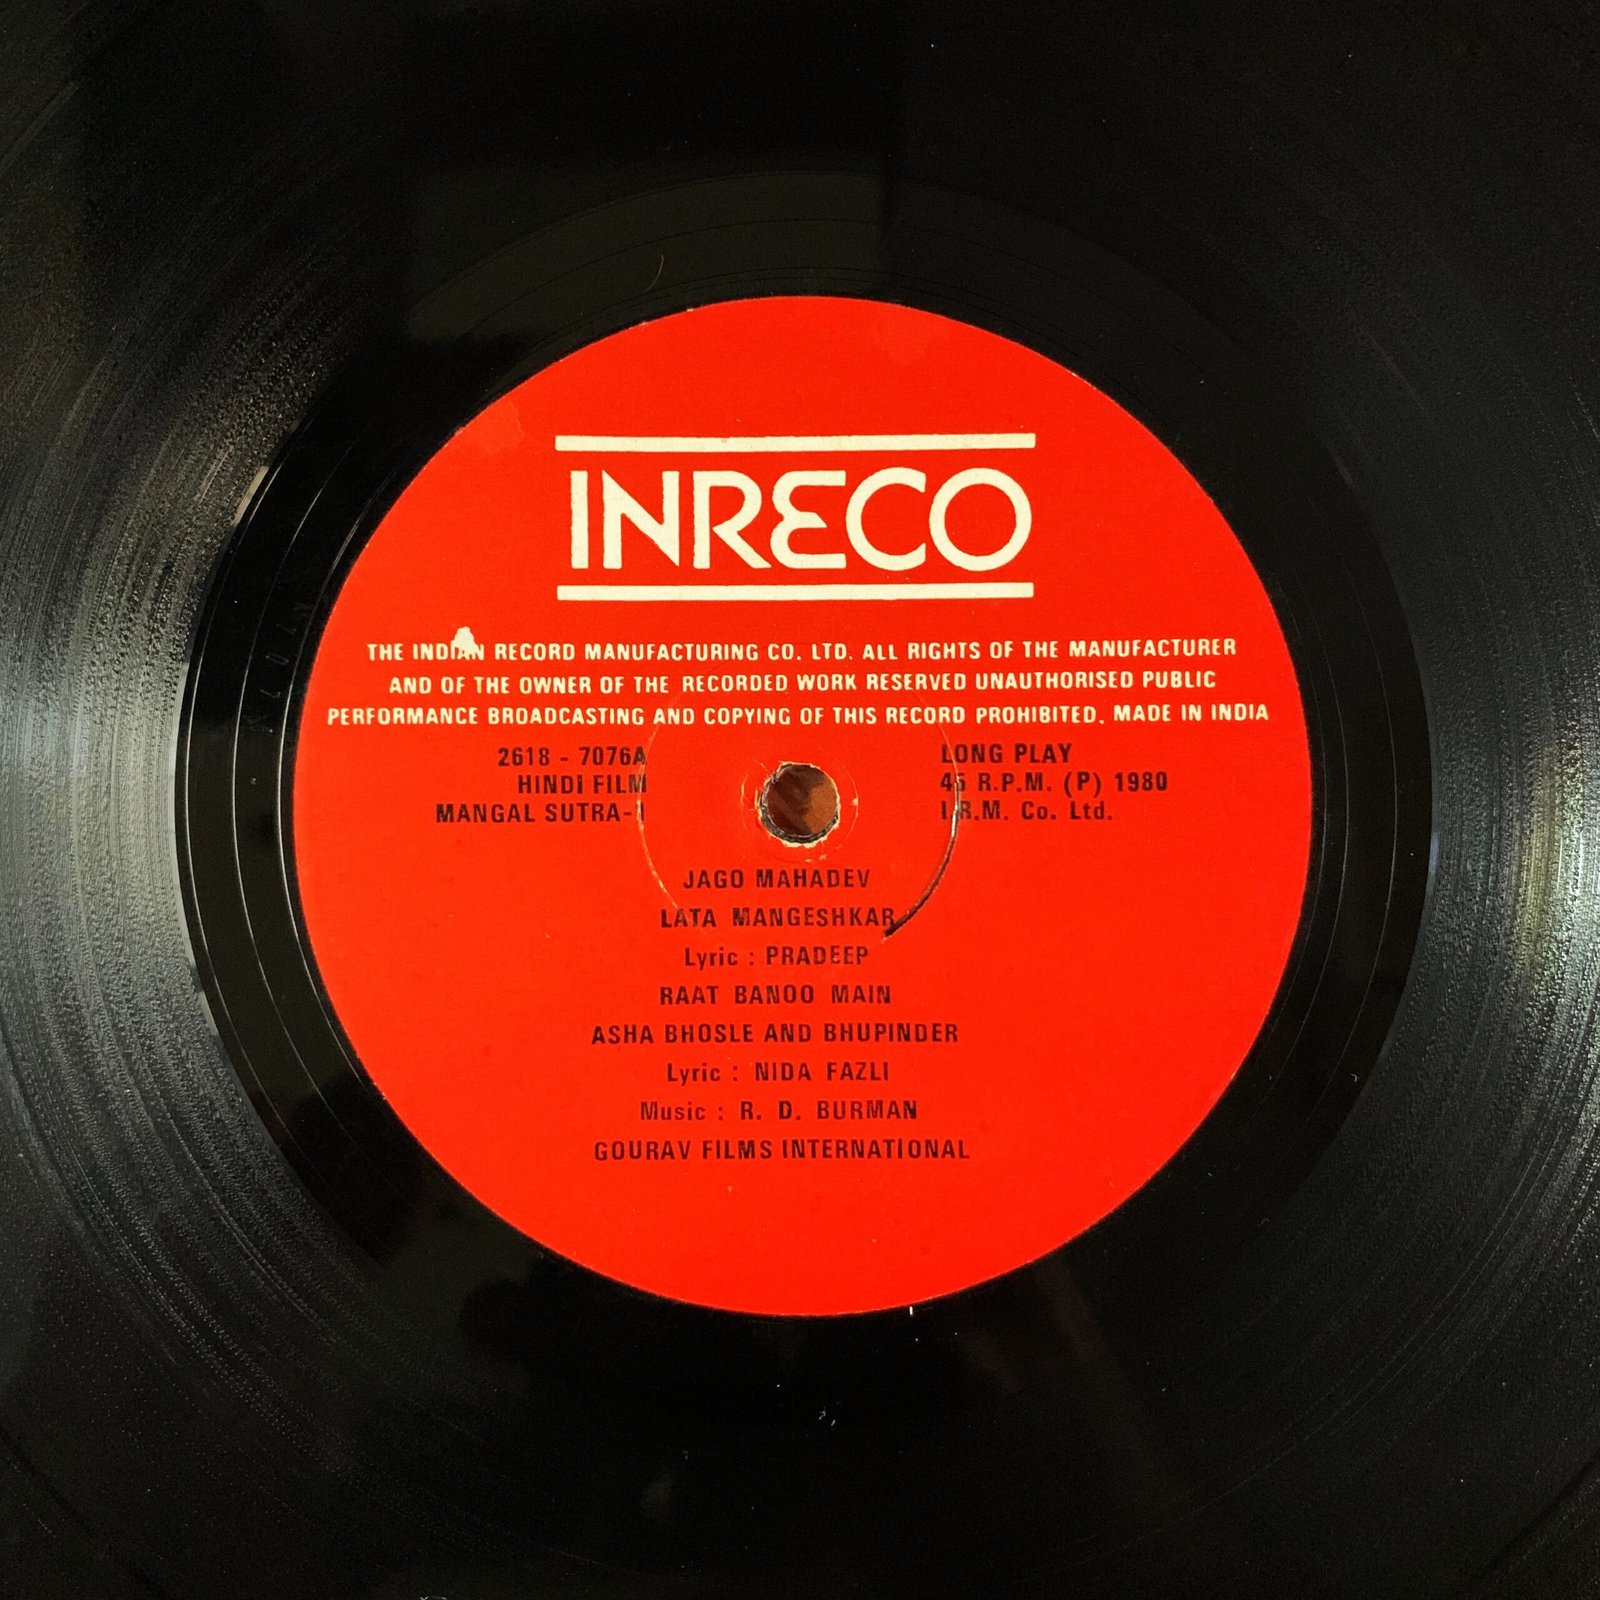 INRECO
THE INDIAN RECORD MANUFACTURING CO. LTD. ALL RIGHTS OF THE MANUFACTURER
AND OF THE OWNER OF THE RECORDED WORK RESERVED UNAUTHORISED PUBLIC
PERFORMANCE BROADCASTING AND COPYING OF THIS RECORD PROHIBITED. MADE IN INDIA
2618 - 7076A
HINDI FILM
MANGAL SUTRA-1
LONG PLAY
45 R.P.M. (P) 1980
I.R.M. Co. Ltd.
JAGO MAHADEV
LATA MANGESHKAR
Lyric : PRADEEP
RAAT BANOO MAIN
ASHA BHOSLE AND BHUPINDER
Lyric : NIDA FAZLI
Music : R. D. BURMAN
GOURAV FILMS INTERNATIONAL